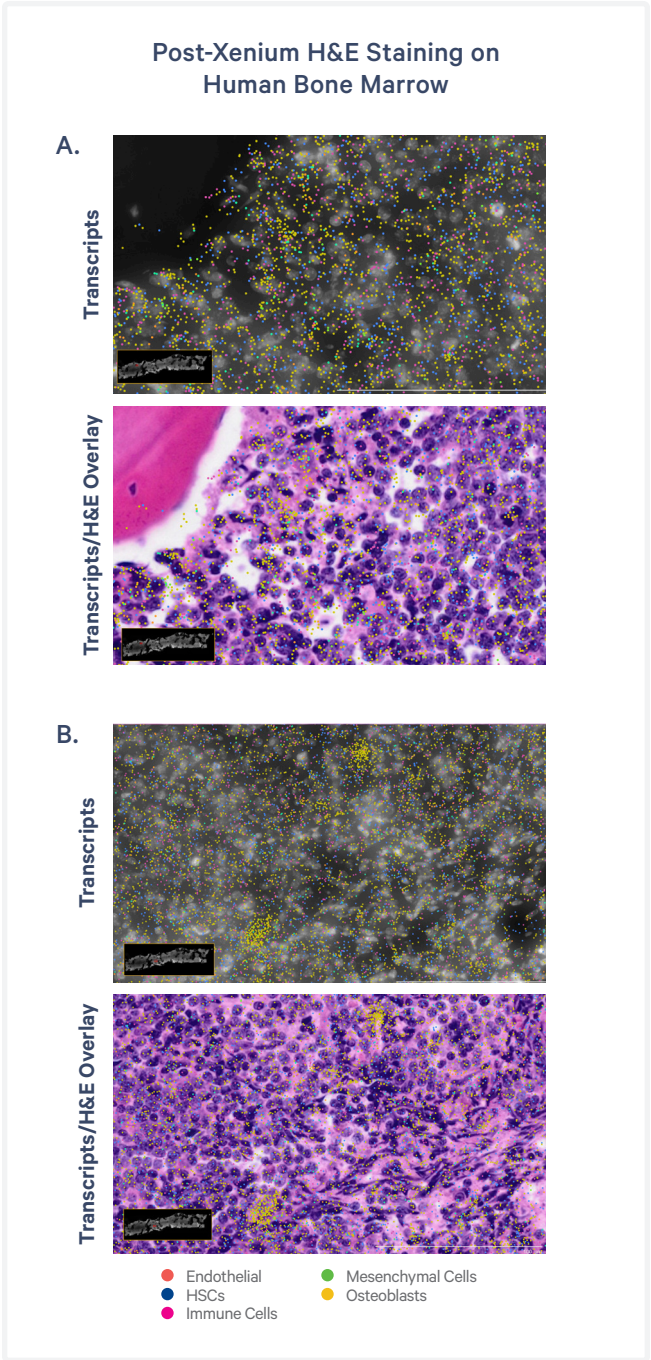 Post-Xenium H&E Staining on
Human Bone Marrow
A.
Transcripts
Transcripts/H&E Overlay
B.
Transcripts
Transcripts/H&E Overlay
Endothelial
HSCs
Immune Cells
Mesenchymal Cells
Osteoblasts